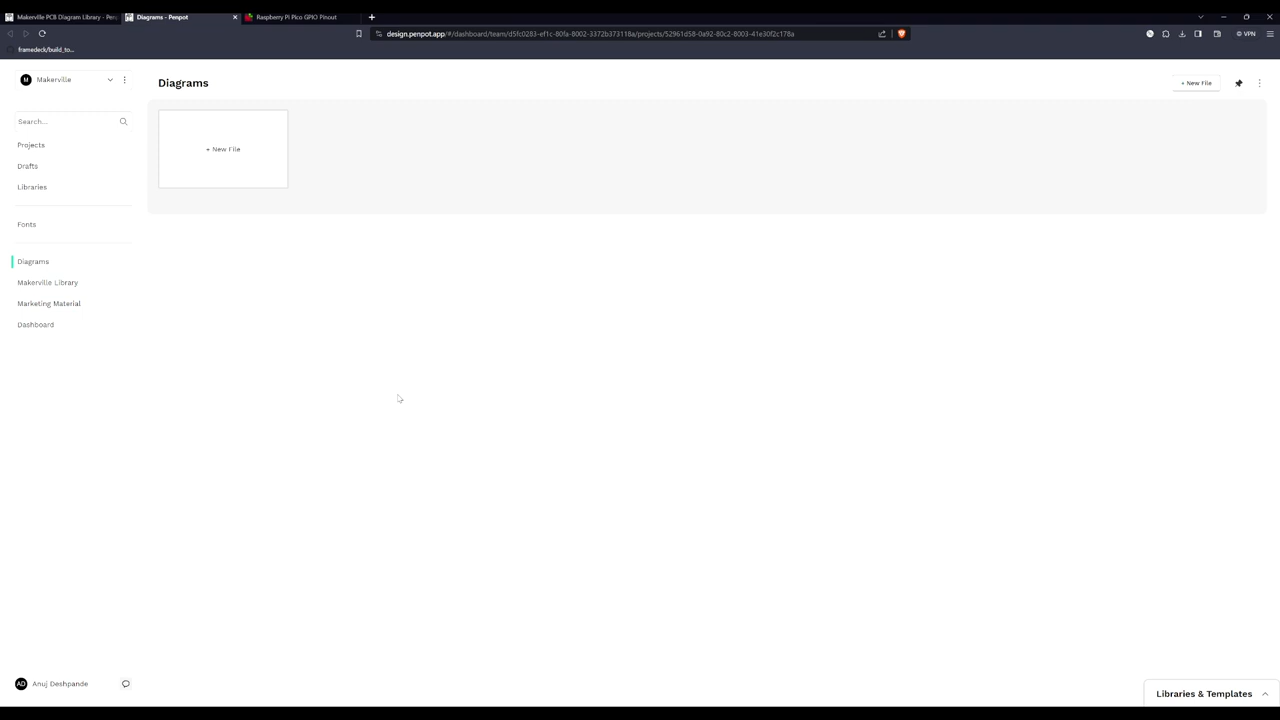 Makerville PCB Diagram Library - Pen
Diagrams - Penpot
Raspberry Pi Pico GPIO Pinout
design.penpot.app/#/dashboard/team/d5fc0283-ef1c-80fa-8002-3372b373118a/projects/52961d58-0a92-80c2-8003-41e30f2c178a
VPN
framedeck/build_to...
M Makerville
Diagrams
+ New File
Search...
+ New File
Projects
Drafts
Libraries
Fonts
Diagrams
Makerville Library
Marketing Material
Dashboard
AD Anuj Deshpande
Libraries & Templates